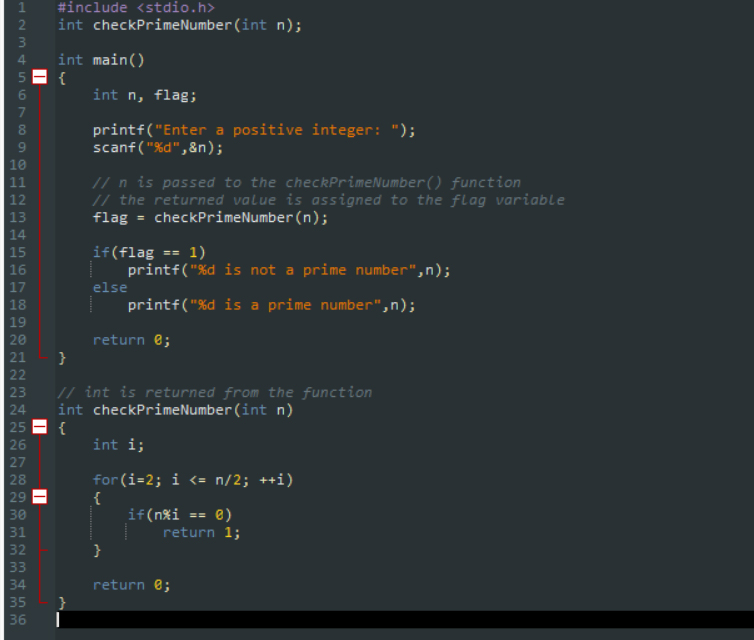 1 #include <stdio.h>
2 int checkPrimeNumber(int n);
3
4 int main()
5 {
6 int n, flag;
7
8 printf("Enter a positive integer: ");
9 scanf("%d",&n);
10
11 // n is passed to the checkPrimeNumber() function
12 // the returned value is assigned to the flag variable
13 flag = checkPrimeNumber(n);
14
15 if(flag == 1)
16 printf("%d is not a prime number",n);
17 else
18 printf("%d is a prime number",n);
19
20 return 0;
21 }
22
23 // int is returned from the function
24 int checkPrimeNumber(int n)
25 {
26 int i;
27
28 for(i=2; i <= n/2; ++i)
29 {
30 if(n%i == 0)
31 return 1;
32 }
33
34 return 0;
35 }
36